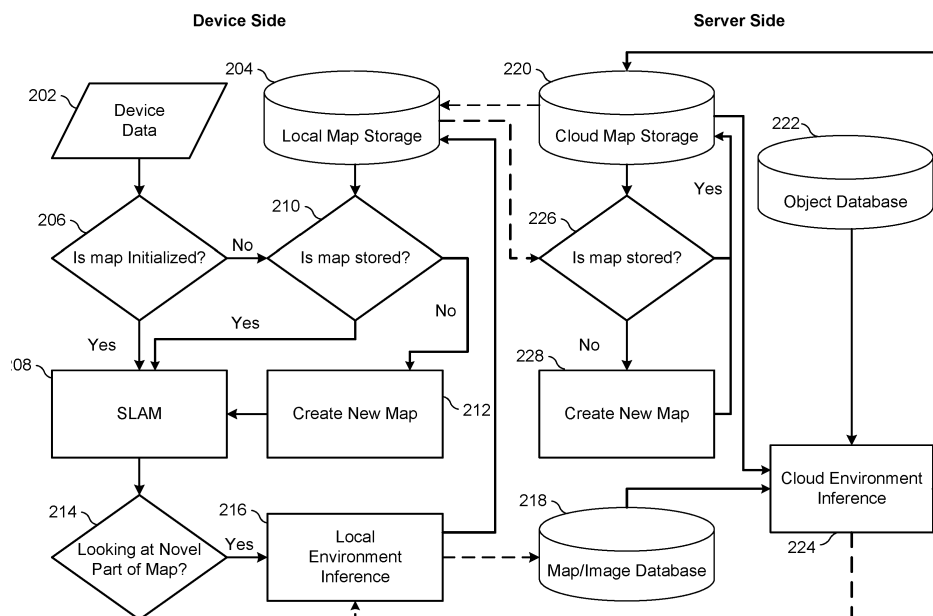 Device Side
Server Side
202
Device
Data
204
Local Map Storage
220
Cloud Map Storage
222
Object Database
206
Is map Initialized?
No
210
Is map stored?
226
Is map stored?
Yes
No
Yes
Yes
No
SLAM
Create New Map
212
228
Create New Map
214
Looking at Novel
Part of Map?
Yes
216
Local
Environment
Inference
218
Map/Image Database
Cloud Environment
Inference
224